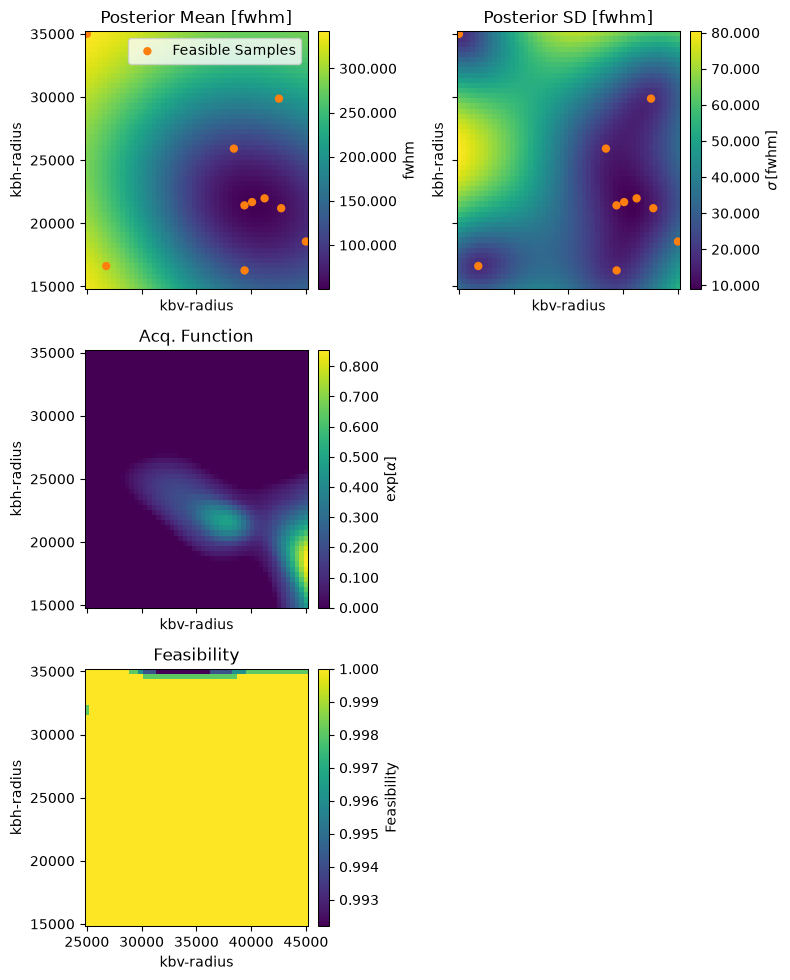 Posterior Mean [fwhm]
Feasible Samples
35000
30000
25000
20000
15000
kbh-radius
kbv-radius
300.000
250.000
200.000
150.000
100.000
fwhm
Posterior SD [fwhm]
kbh-radius
kbv-radius
80.000
70.000
60.000
50.000
40.000
30.000
20.000
10.000
σ[fwhm]
Acq. Function
35000
30000
25000
20000
15000
kbh-radius
kbv-radius
0.800
0.700
0.600
0.500
0.400
0.300
0.200
0.100
0.000
exp[α]
Feasibility
35000
30000
25000
20000
15000
kbh-radius
25000 30000 35000 40000 45000
kbv-radius
1.000
0.999
0.998
0.997
0.996
0.995
0.994
0.993
Feasibility